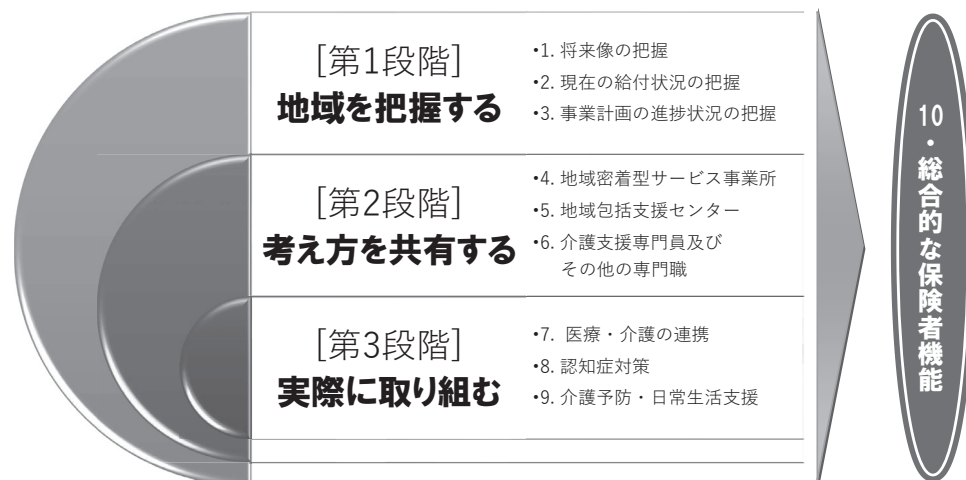 [第1段階]
地域を把握する
•1. 将来像の把握
•2. 現在の給付状況の把握
•3. 事業計画の進捗状況の把握
[第2段階]
考え方を共有する
•4. 地域密着型サービス事業所
•5. 地域包括支援センター
•6. 介護支援専門員及び
その他の専門職
[第3段階]
実際に取り組む
•7. 医療・介護の連携
•8. 認知症対策
•9. 介護予防・日常生活支援
10・総合的な保険者機能